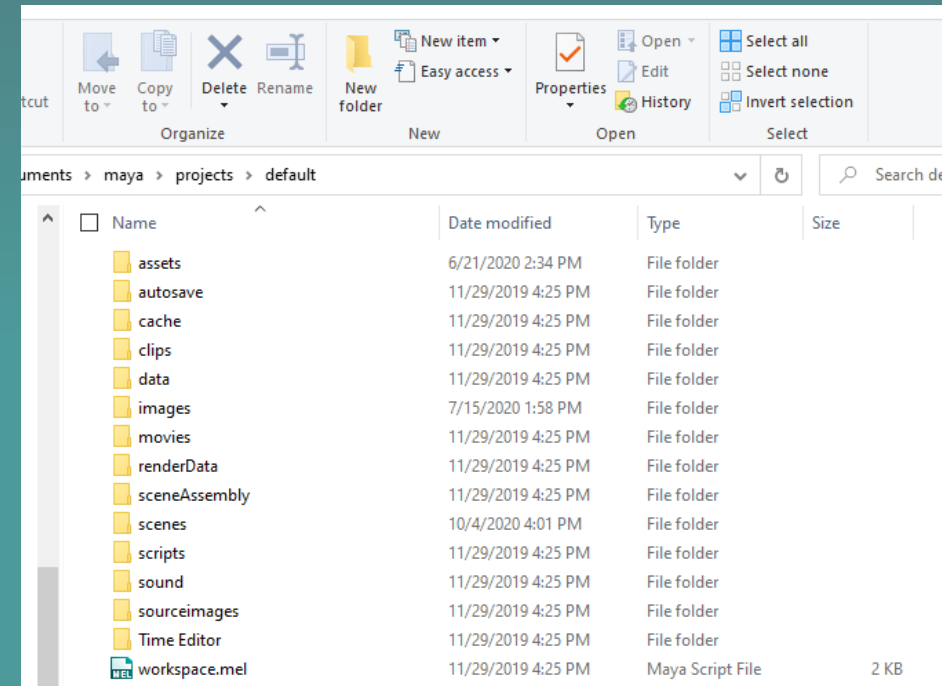 Move to
Copy to
Delete
Rename
New folder
New item
Easy access
Properties
Open
Edit
History
Select all
Select none
Invert selection
Organize New Open Select
maya > projects > default
Search
Name Date modified Type Size
assets 6/21/2020 2:34 PM File folder
autosave 11/29/2019 4:25 PM File folder
cache 11/29/2019 4:25 PM File folder
clips 11/29/2019 4:25 PM File folder
data 11/29/2019 4:25 PM File folder
images 7/15/2020 1:58 PM File folder
movies 11/29/2019 4:25 PM File folder
renderData 11/29/2019 4:25 PM File folder
sceneAssembly 11/29/2019 4:25 PM File folder
scenes 10/4/2020 4:01 PM File folder
scripts 11/29/2019 4:25 PM File folder
sound 11/29/2019 4:25 PM File folder
sourceimages 11/29/2019 4:25 PM File folder
Time Editor 11/29/2019 4:25 PM File folder
MEL workspace.mel 11/29/2019 4:25 PM Maya Script File 2 KB